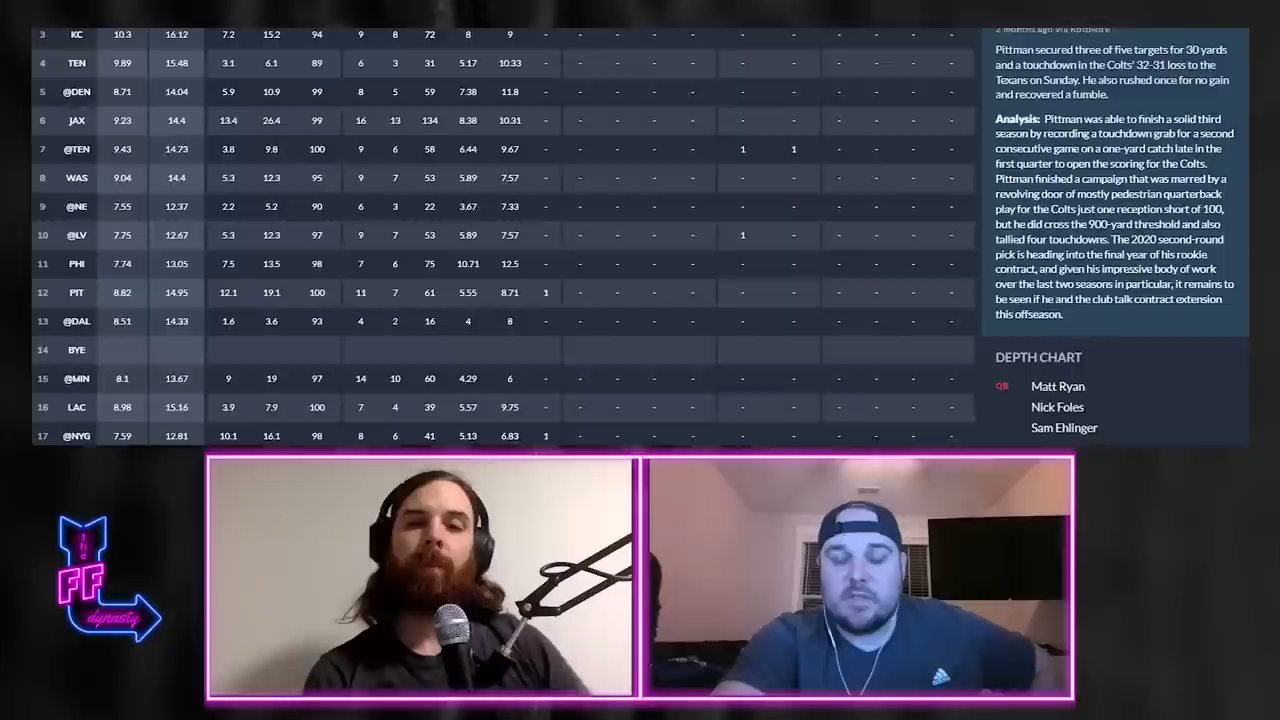 3 KC 10.3 16.12 7.2 15.2 94 9 8 72 8 9 - - - - - - - - - - -
4 TEN 9.89 15.48 3.1 6.1 89 6 3 31 5.17 10.33 - - - - - - - - - - -
5 @DEN 8.71 14.04 5.9 10.9 99 8 5 59 7.38 11.8 - - - - - - - - - - -
6 JAX 9.23 14.4 13.4 26.4 99 16 13 134 8.38 10.31 - - - - - - - - - - -
7 @TEN 9.43 14.73 3.8 9.8 100 9 6 58 6.44 9.67 - - - - - 1 1 - - - -
8 WAS 9.04 14.4 5.3 12.3 95 9 7 53 5.89 7.57 - - - - - - - - - - -
9 @NE 7.55 12.37 2.2 5.2 90 6 3 22 3.67 7.33 - - - - - - - - - - -
10 @LV 7.75 12.67 5.3 12.3 97 9 7 53 5.89 7.57 - - - - - 1 - - - - -
11 PHI 7.74 13.05 7.5 13.5 98 7 6 75 10.71 12.5 - - - - - - - - - - -
12 PIT 8.82 14.95 12.1 19.1 100 11 7 61 5.55 8.71 1 - - - - - - - - - -
13 @DAL 8.51 14.33 1.6 3.6 93 4 2 16 4 8 - - - - - - - - - - -
14 BYE
15 @MIN 8.1 13.67 9 19 97 14 10 60 4.29 6 - - - - - - - - - - -
16 LAC 8.98 15.16 3.9 7.9 100 7 4 39 5.57 9.75 - - - - - - - - - - -
17 @NYG 7.59 12.81 10.1 16.1 98 8 6 41 5.13 6.83 1 - - - - - - - - - -
2 months ago via Rotowire
Pittman secured three of five targets for 30 yards
and a touchdown in the Colts' 32-31 loss to the
Texans on Sunday. He also rushed once for no gain
and recovered a fumble.
Analysis: Pittman was able to finish a solid third
season by recording a touchdown grab for a second
consecutive game on a one-yard catch late in the
first quarter to open the scoring for the Colts.
Pittman finished a campaign that was marred by a
revolving door of mostly pedestrian quarterback
play for the Colts just one reception short of 100,
but he did cross the 900-yard threshold and also
tallied four touchdowns. The 2020 second-round
pick is heading into the final year of his rookie
contract, and given his impressive body of work
over the last two seasons in particular, it remains to
be seen if he and the club talk contract extension
this offseason.
DEPTH CHART
QB Matt Ryan
Nick Foles
Sam Ehlinger
the
FF
dynasty